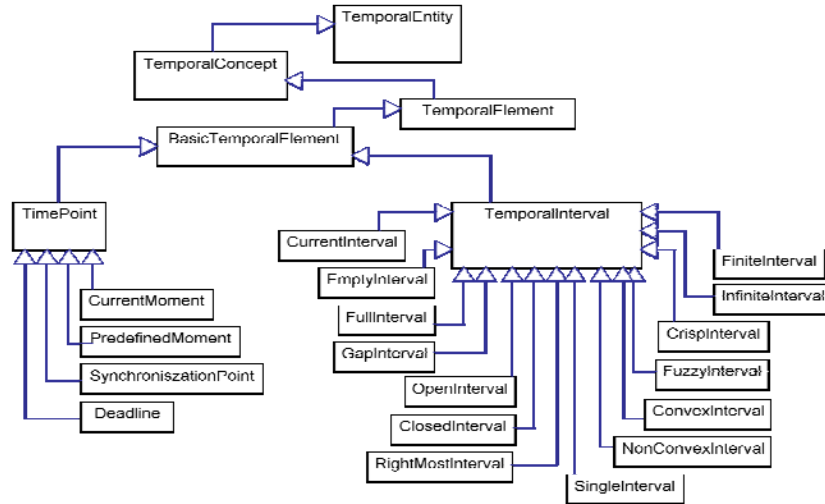 TemporalEntity
TemporalConcept
TemporalElement
BasicTemporalElement
TimePoint
TemporalInterval
CurrentInterval
EmplyInterval
FullInterval
GapInterval
OpenInterval
ClosedInterval
RightMostInterval
SingleInterval
FiniteInterval
InfiniteInterval
CrispInterval
FuzzyInterval
ConvexInterval
NonConvexInterval
CurrentMoment
PredefinedMoment
SynchroniszationPoint
Deadline